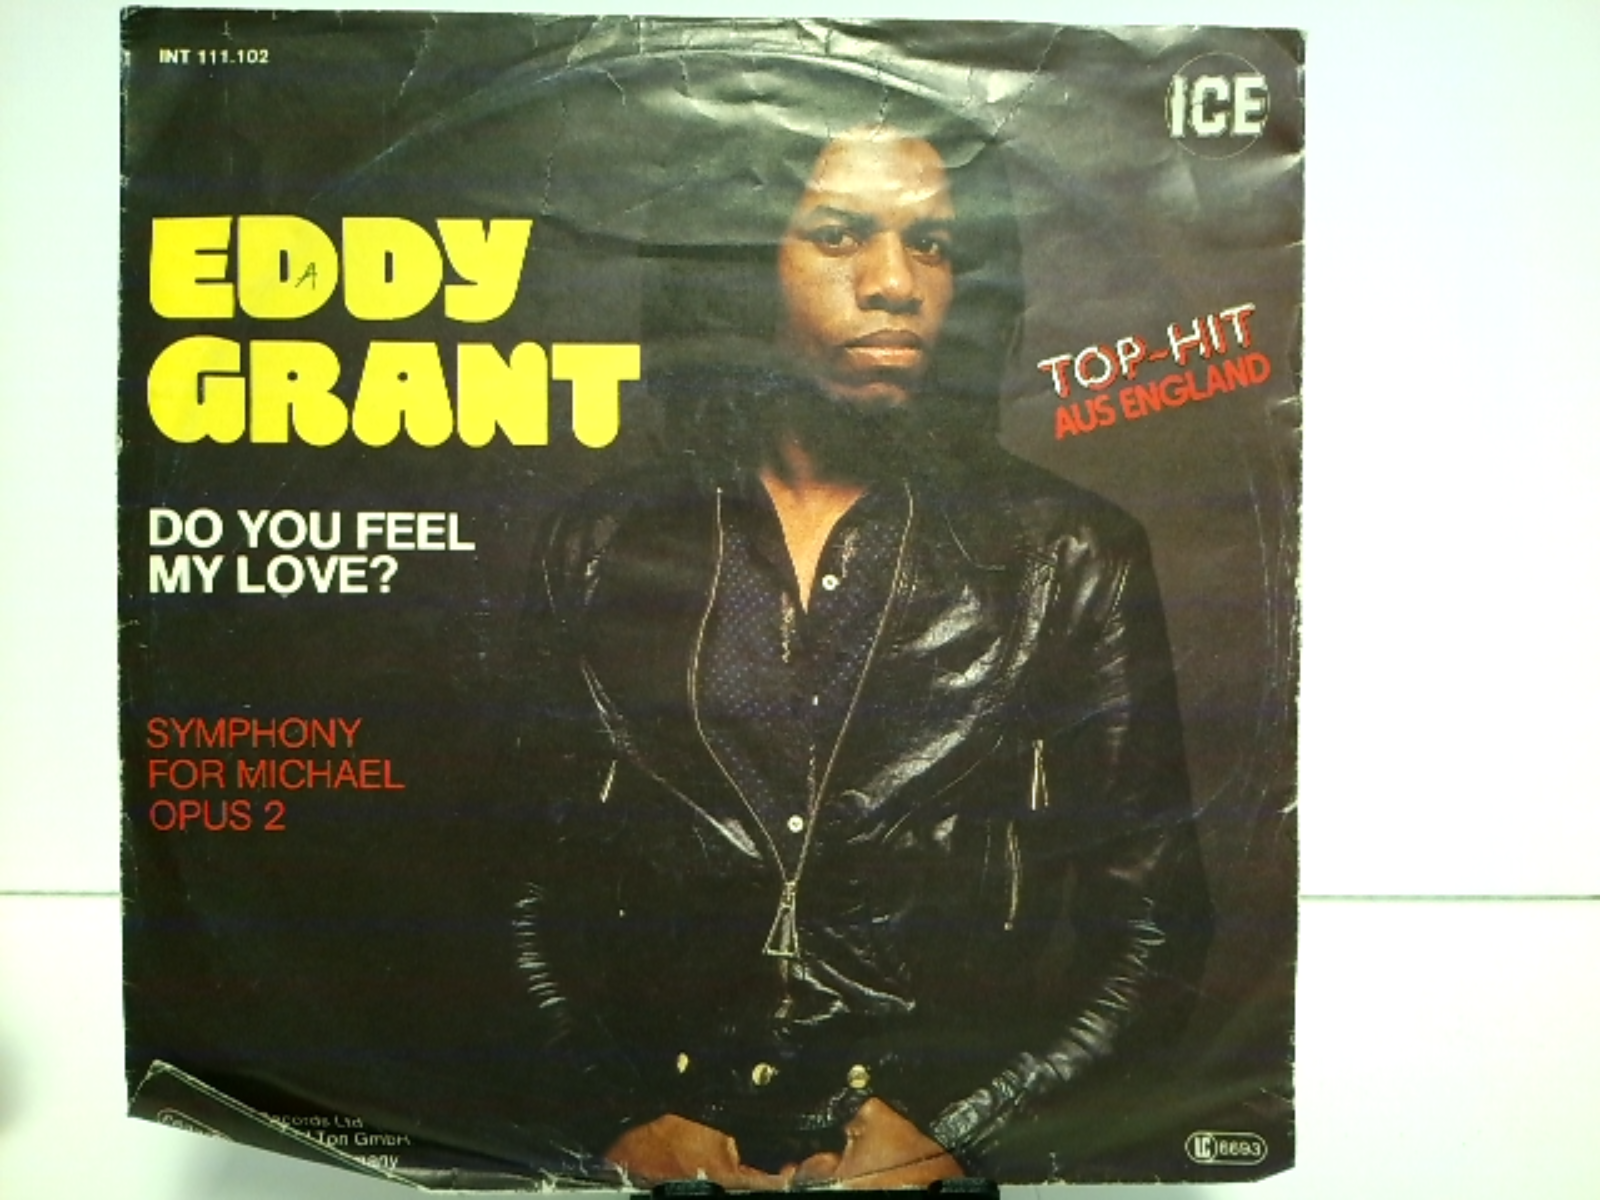 INT 111.102
ICE
EDDY
A
GRANT
TOP-HIT
AUS ENGLAND
DO YOU FEEL
MY LOVE?
SYMPHONY
FOR MICHAEL
OPUS 2
Records Ltd
Ton GmbH
LC 6693